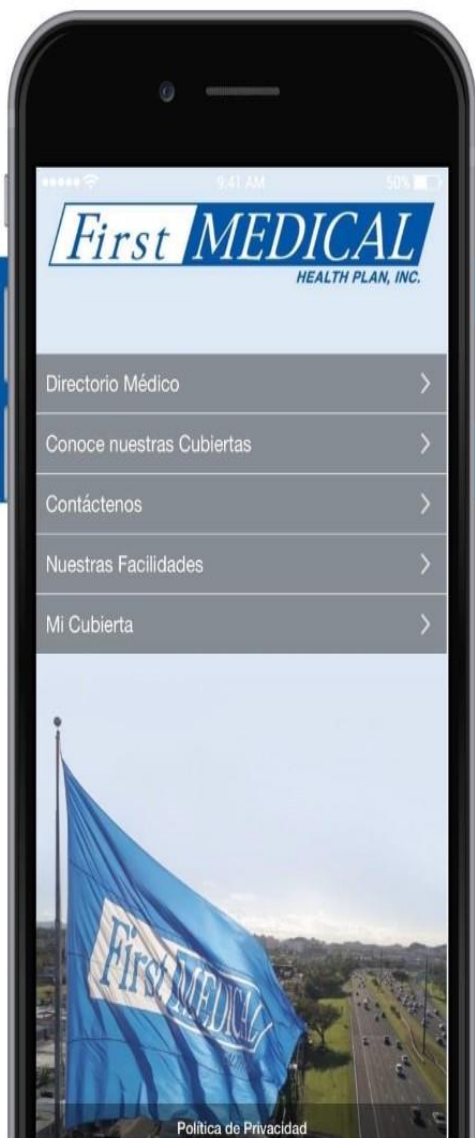 9:41 AM
50%
First MEDICAL
HEALTH PLAN, INC.
Directorio Médico
Conoce nuestras Cubiertas
Contáctenos
Nuestras Facilidades
Mi Cubierta
First MEDICAL
Política de Privacidad